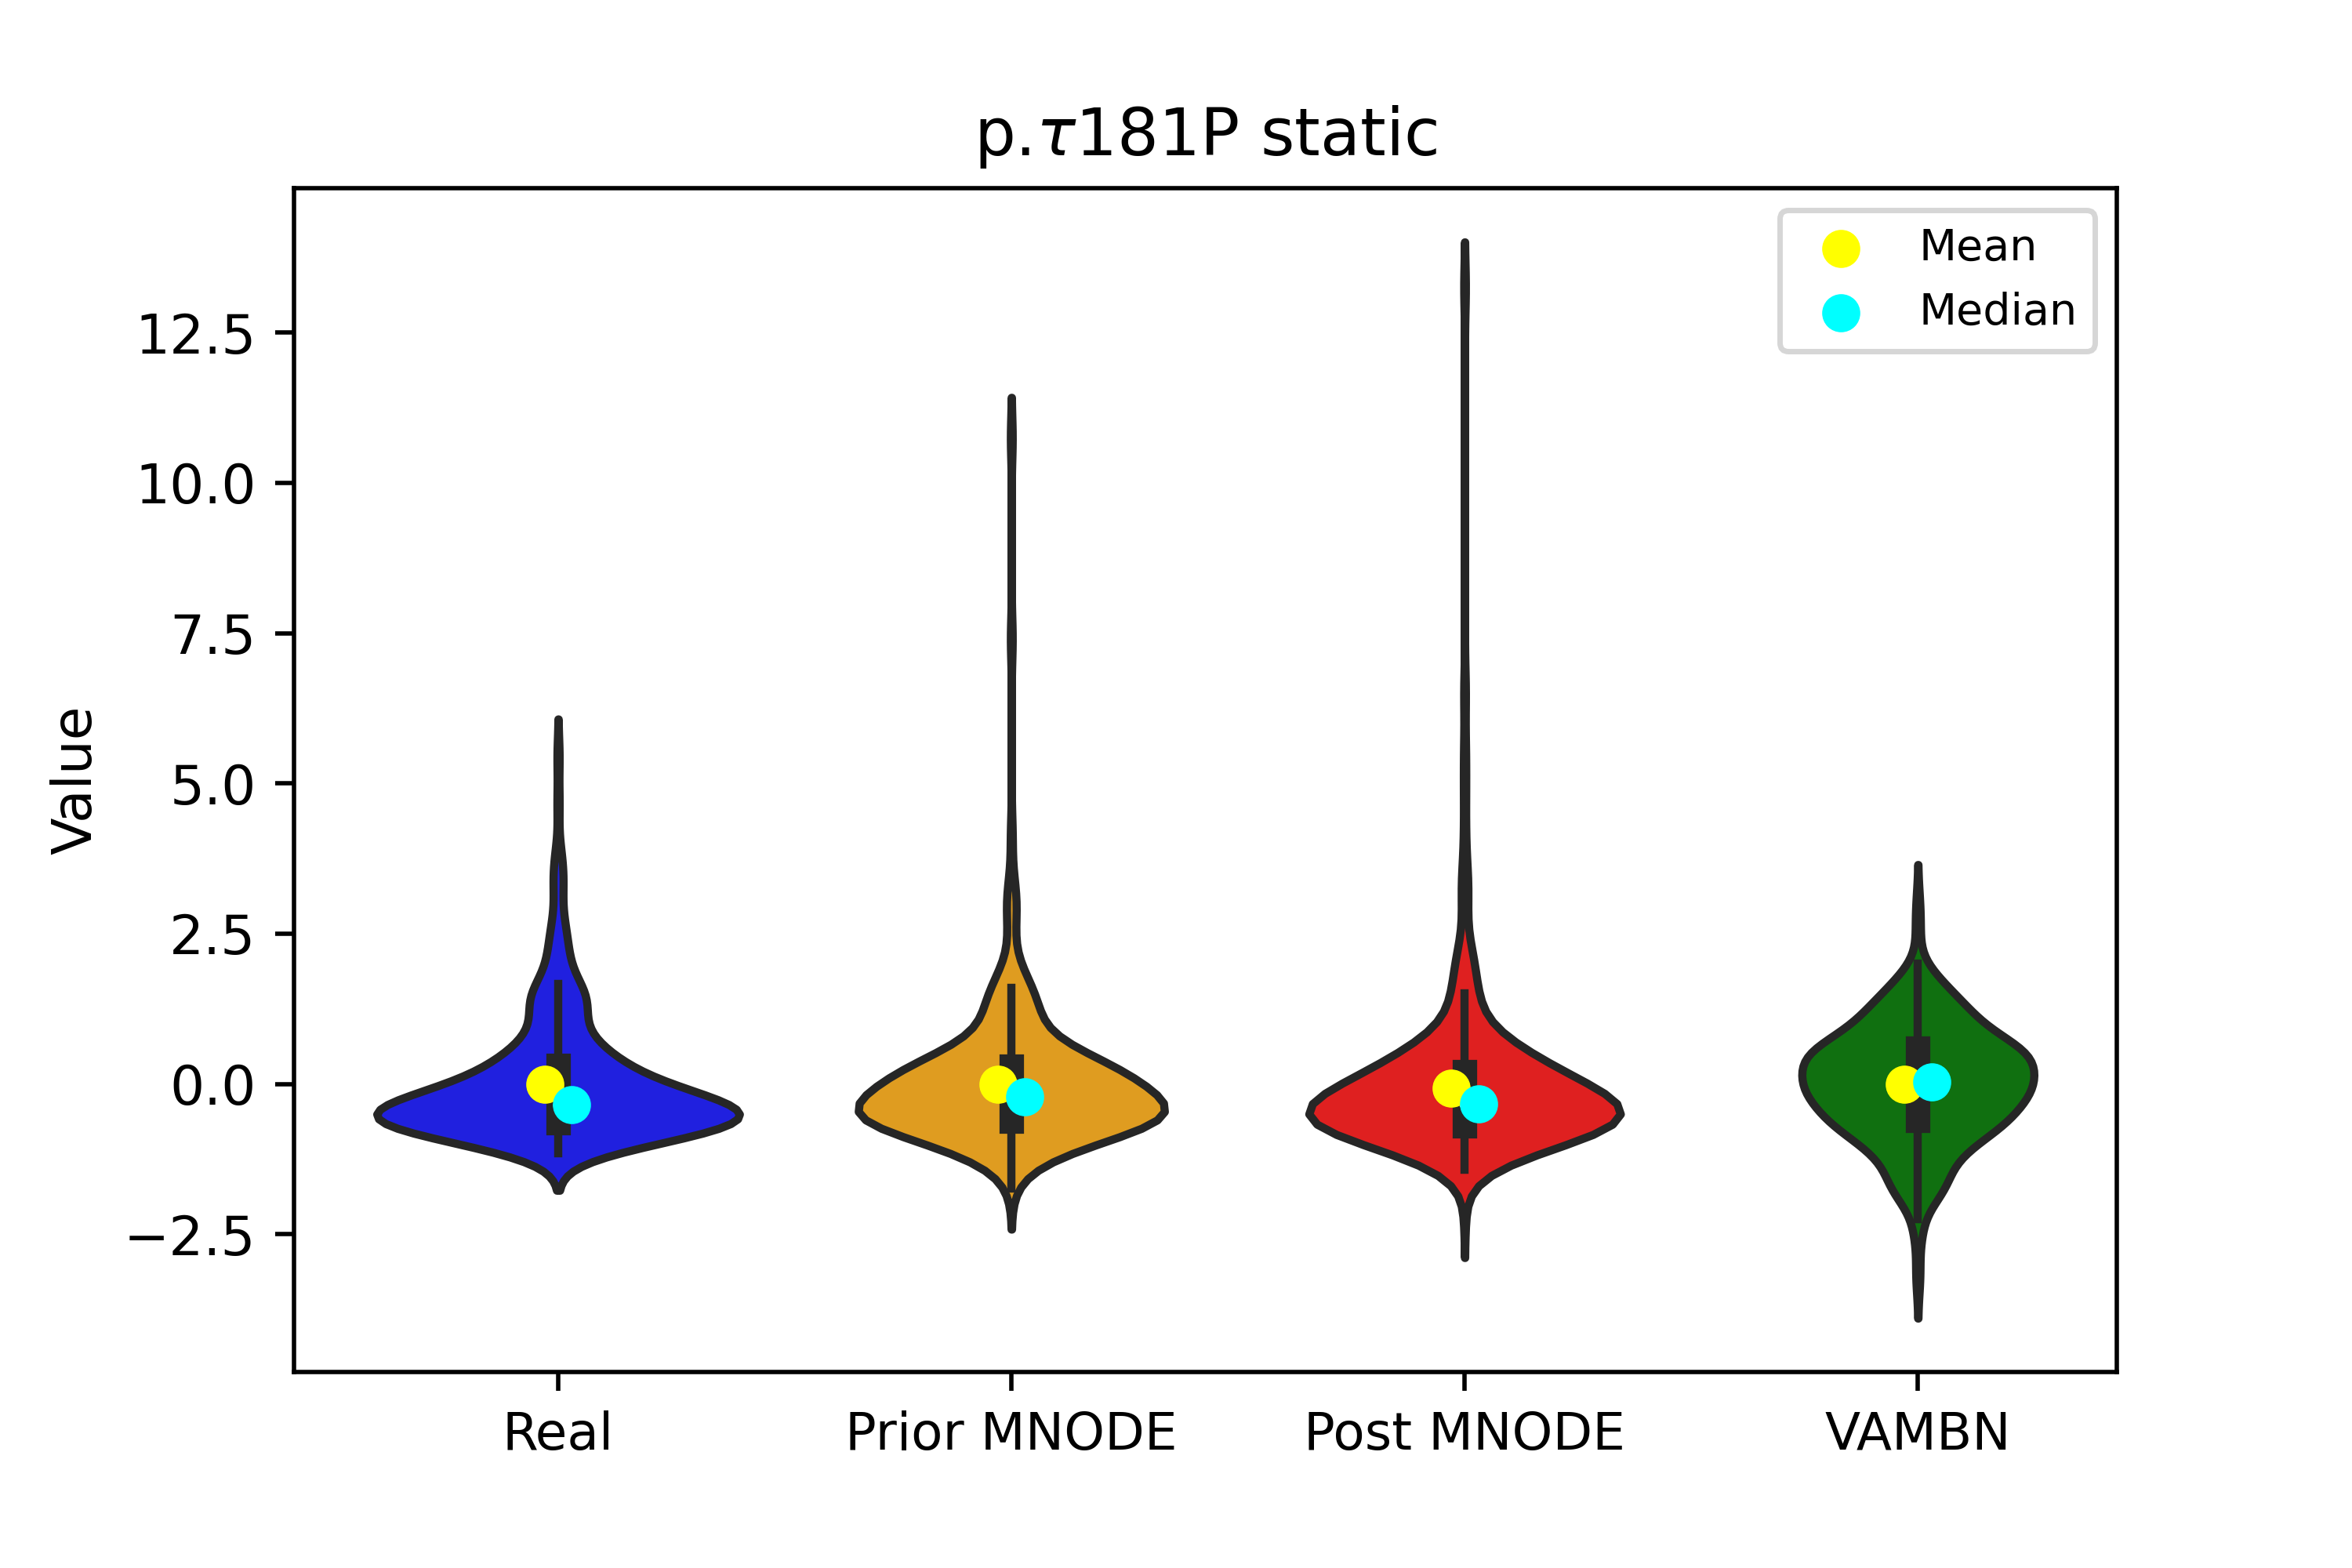 p.τ181P static
Mean
Median
12.5
10.0
7.5
5.0
2.5
0.0
−2.5
Value
Real
Prior MNODE
Post MNODE
VAMBN